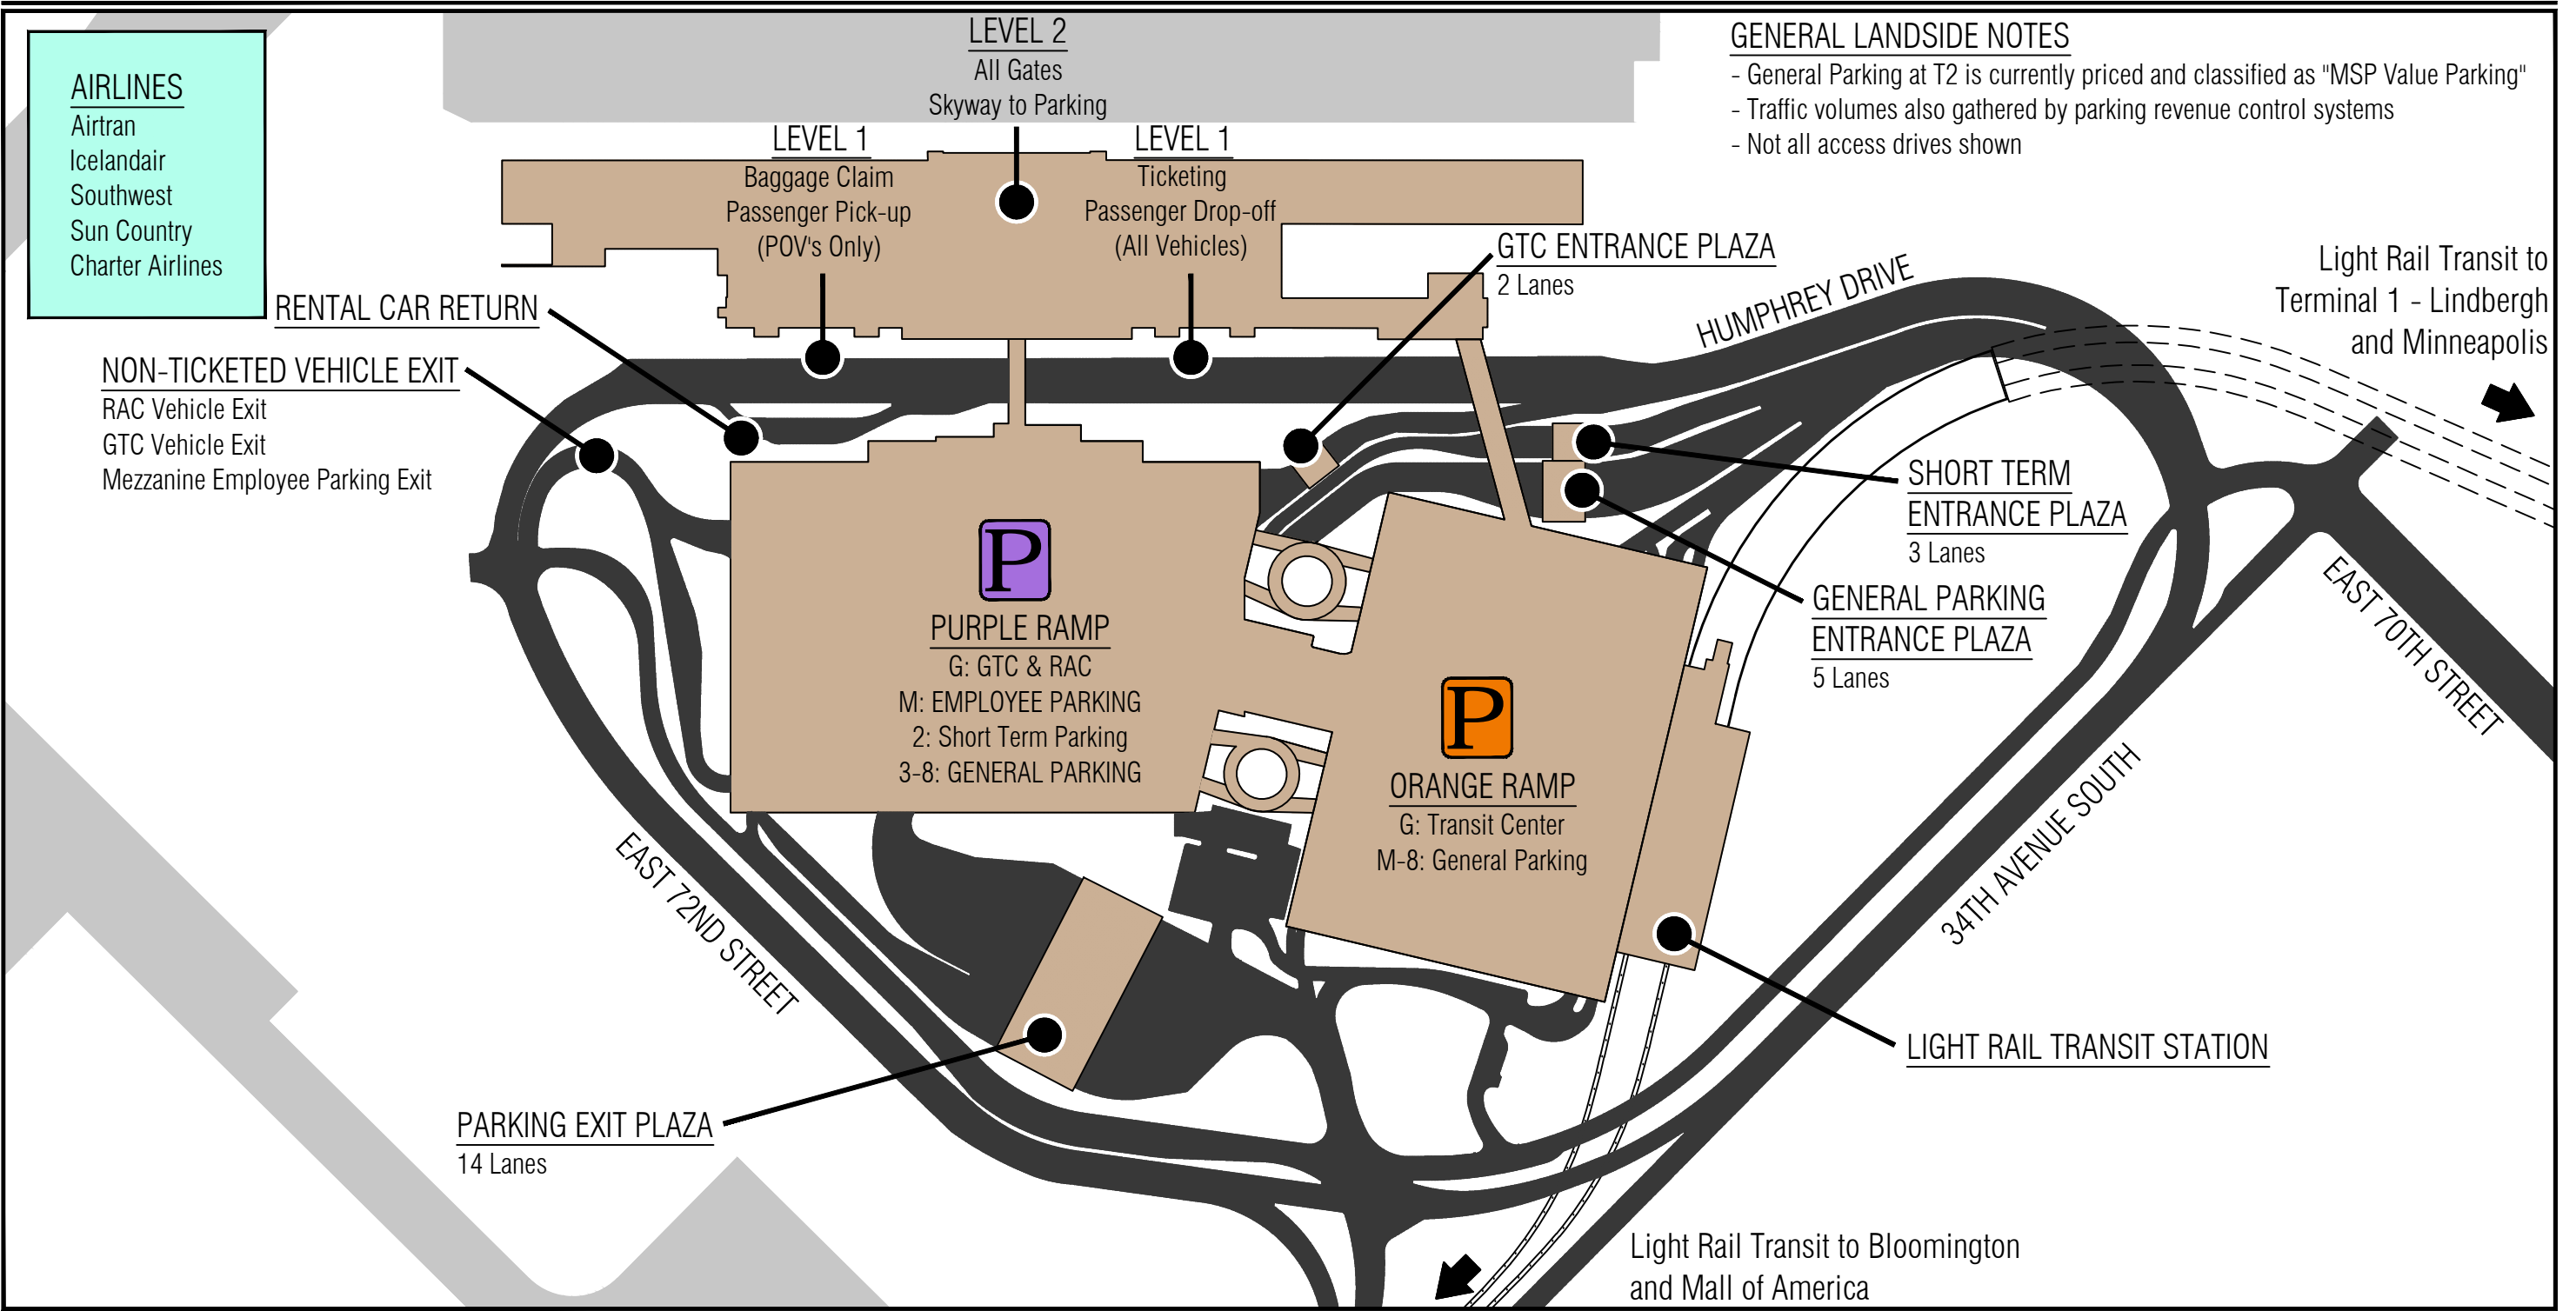 AIRLINES
Airtran
Icelandair
Southwest
Sun Country
Charter Airlines
LEVEL 2
All Gates
Skyway to Parking
LEVEL 1
Baggage Claim
Passenger Pick-up
(POV's Only)
LEVEL 1
Ticketing
Passenger Drop-off
(All Vehicles)
GENERAL LANDSIDE NOTES
- General Parking at T2 is currently priced and classified as "MSP Value Parking"
- Traffic volumes also gathered by parking revenue control systems
- Not all access drives shown
GTC ENTRANCE PLAZA
2 Lanes
HUMPHREY DRIVE
Light Rail Transit to
Terminal 1 - Lindbergh
and Minneapolis
RENTAL CAR RETURN
NON-TICKETED VEHICLE EXIT
RAC Vehicle Exit
GTC Vehicle Exit
Mezzanine Employee Parking Exit
SHORT TERM
ENTRANCE PLAZA
3 Lanes
GENERAL PARKING
ENTRANCE PLAZA
5 Lanes
EAST 70TH STREET
P
PURPLE RAMP
G: GTC & RAC
M: EMPLOYEE PARKING
2: Short Term Parking
3-8: GENERAL PARKING
P
ORANGE RAMP
G: Transit Center
M-8: General Parking
EAST 72ND STREET
34TH AVENUE SOUTH
LIGHT RAIL TRANSIT STATION
PARKING EXIT PLAZA
14 Lanes
Light Rail Transit to Bloomington
and Mall of America